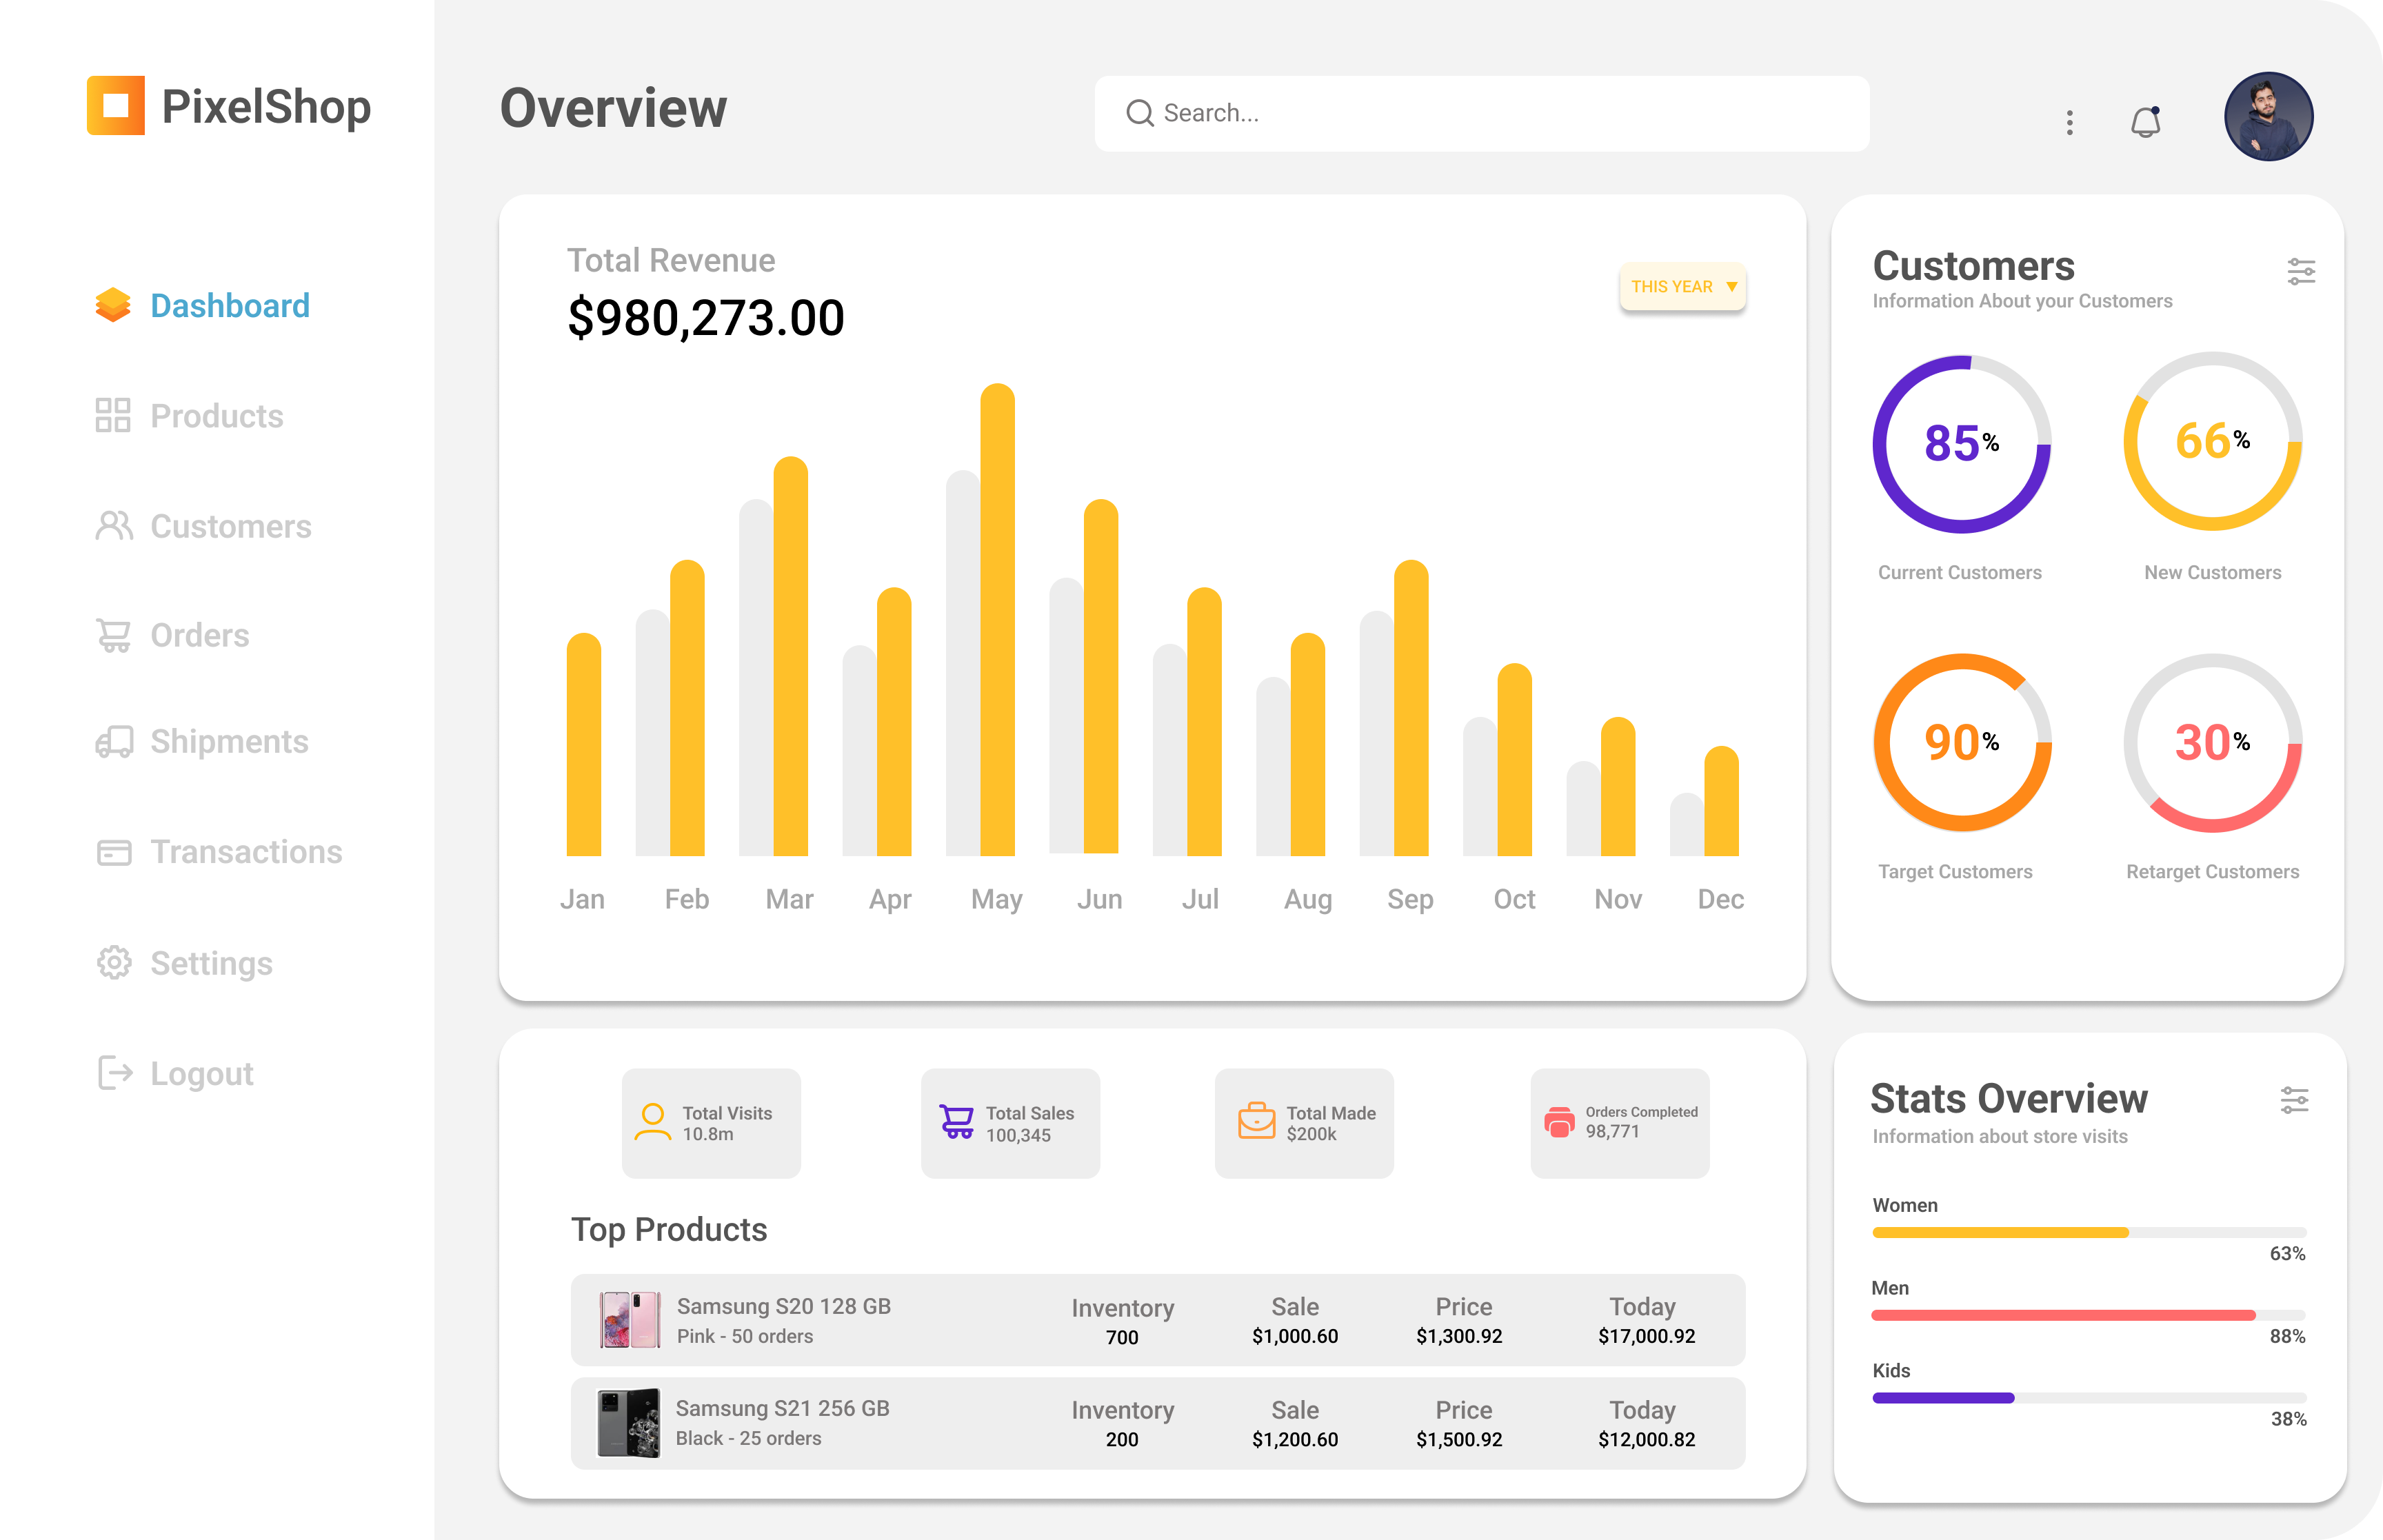 PixelShop
Overview
Search...
Dashboard
Products
Customers
Orders
Shipments
Transactions
Settings
Logout
Total Revenue
$980,273.00
THIS YEAR
Jan Feb Mar Apr May Jun Jul Aug Sep Oct Nov Dec
Customers
Information About your Customers
85%
66%
Current Customers
New Customers
90%
30%
Target Customers
Retarget Customers
Total Visits
10.8m
Total Sales
100,345
Total Made
$200k
Orders Completed
98,771
Top Products
Samsung S20 128 GB
Pink - 50 orders
Inventory
700
Sale
$1,000.60
Price
$1,300.92
Today
$17,000.92
Samsung S21 256 GB
Black - 25 orders
Inventory
200
Sale
$1,200.60
Price
$1,500.92
Today
$12,000.82
Stats Overview
Information about store visits
Women
63%
Men
88%
Kids
38%